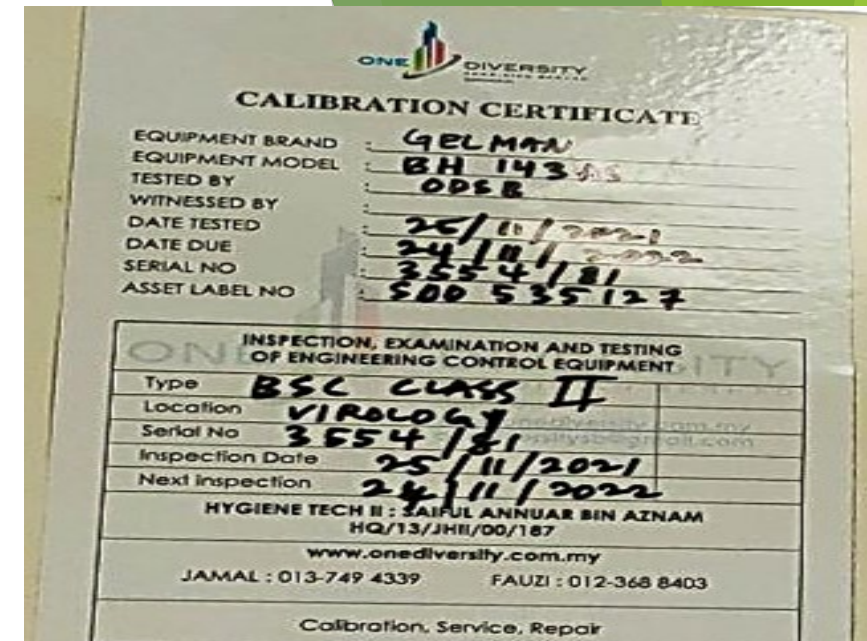 ONE DIVERSITY
CALIBRATION CERTIFICATE
EQUIPMENT BRAND : GELMAN
EQUIPMENT MODEL : BH 143
TESTED BY : ODSB
WITNESSED BY :
DATE TESTED : 25/11/2021
DATE DUE : 24/11/2022
SERIAL NO : 3554/81
ASSET LABEL NO : SDD 535127
INSPECTION, EXAMINATION AND TESTING
OF ENGINEERING CONTROL EQUIPMENT
Type BSC CLASS II
Location VIROLOGY
Serial No 3554/81
Inspection Date 25/11/2021
Next Inspection 24/11/2022
HYGIENE TECH II : SAIFUL ANNUAR BIN AZNAM
HQ/13/JHII/00/187
www.onediversity.com.my
JAMAL : 013-749 4339 FAUZI : 012-368 8403
Calibration, Service, Repair